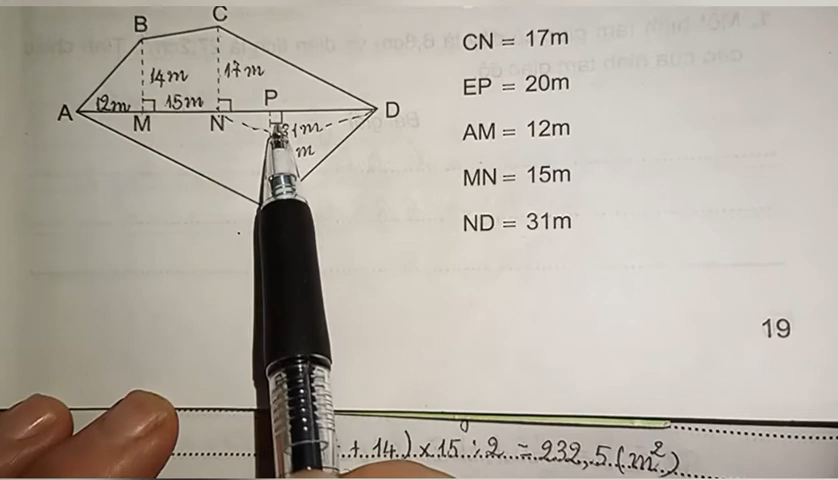 B
C
14m
17m
A
12m
M
15m
N
P
31m
m
D
CN = 17m
EP = 20m
AM = 12m
MN = 15m
ND = 31m
19
+ 14) x 15 : 2 = 232,5 (m²)